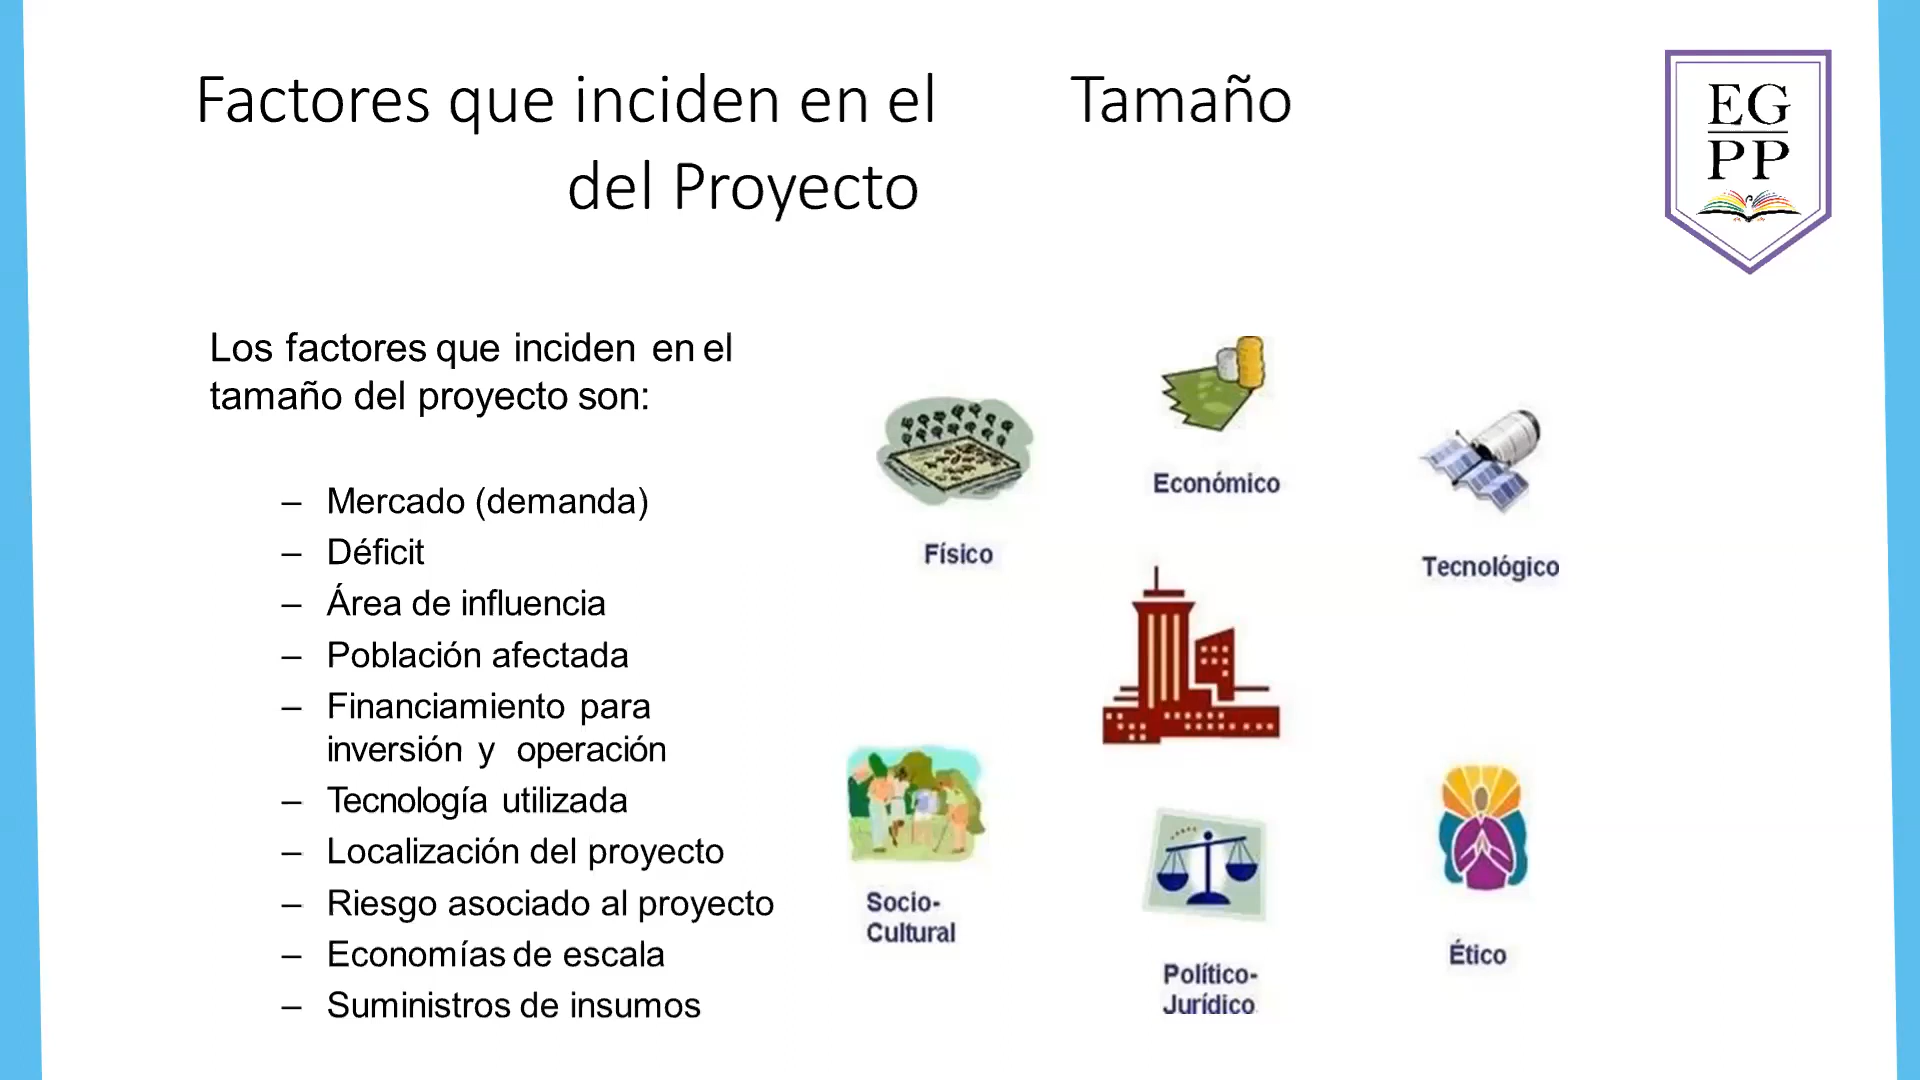 Factores que inciden en el Tamaño
del Proyecto
EG
PP
Los factores que inciden en el
tamaño del proyecto son:
– Mercado (demanda)
– Déficit
– Área de influencia
– Población afectada
– Financiamiento para
inversión y operación
– Tecnología utilizada
– Localización del proyecto
– Riesgo asociado al proyecto
– Economías de escala
– Suministros de insumos
Económico
Físico
Tecnológico
Socio-
Cultural
Político-
Jurídico
Ético